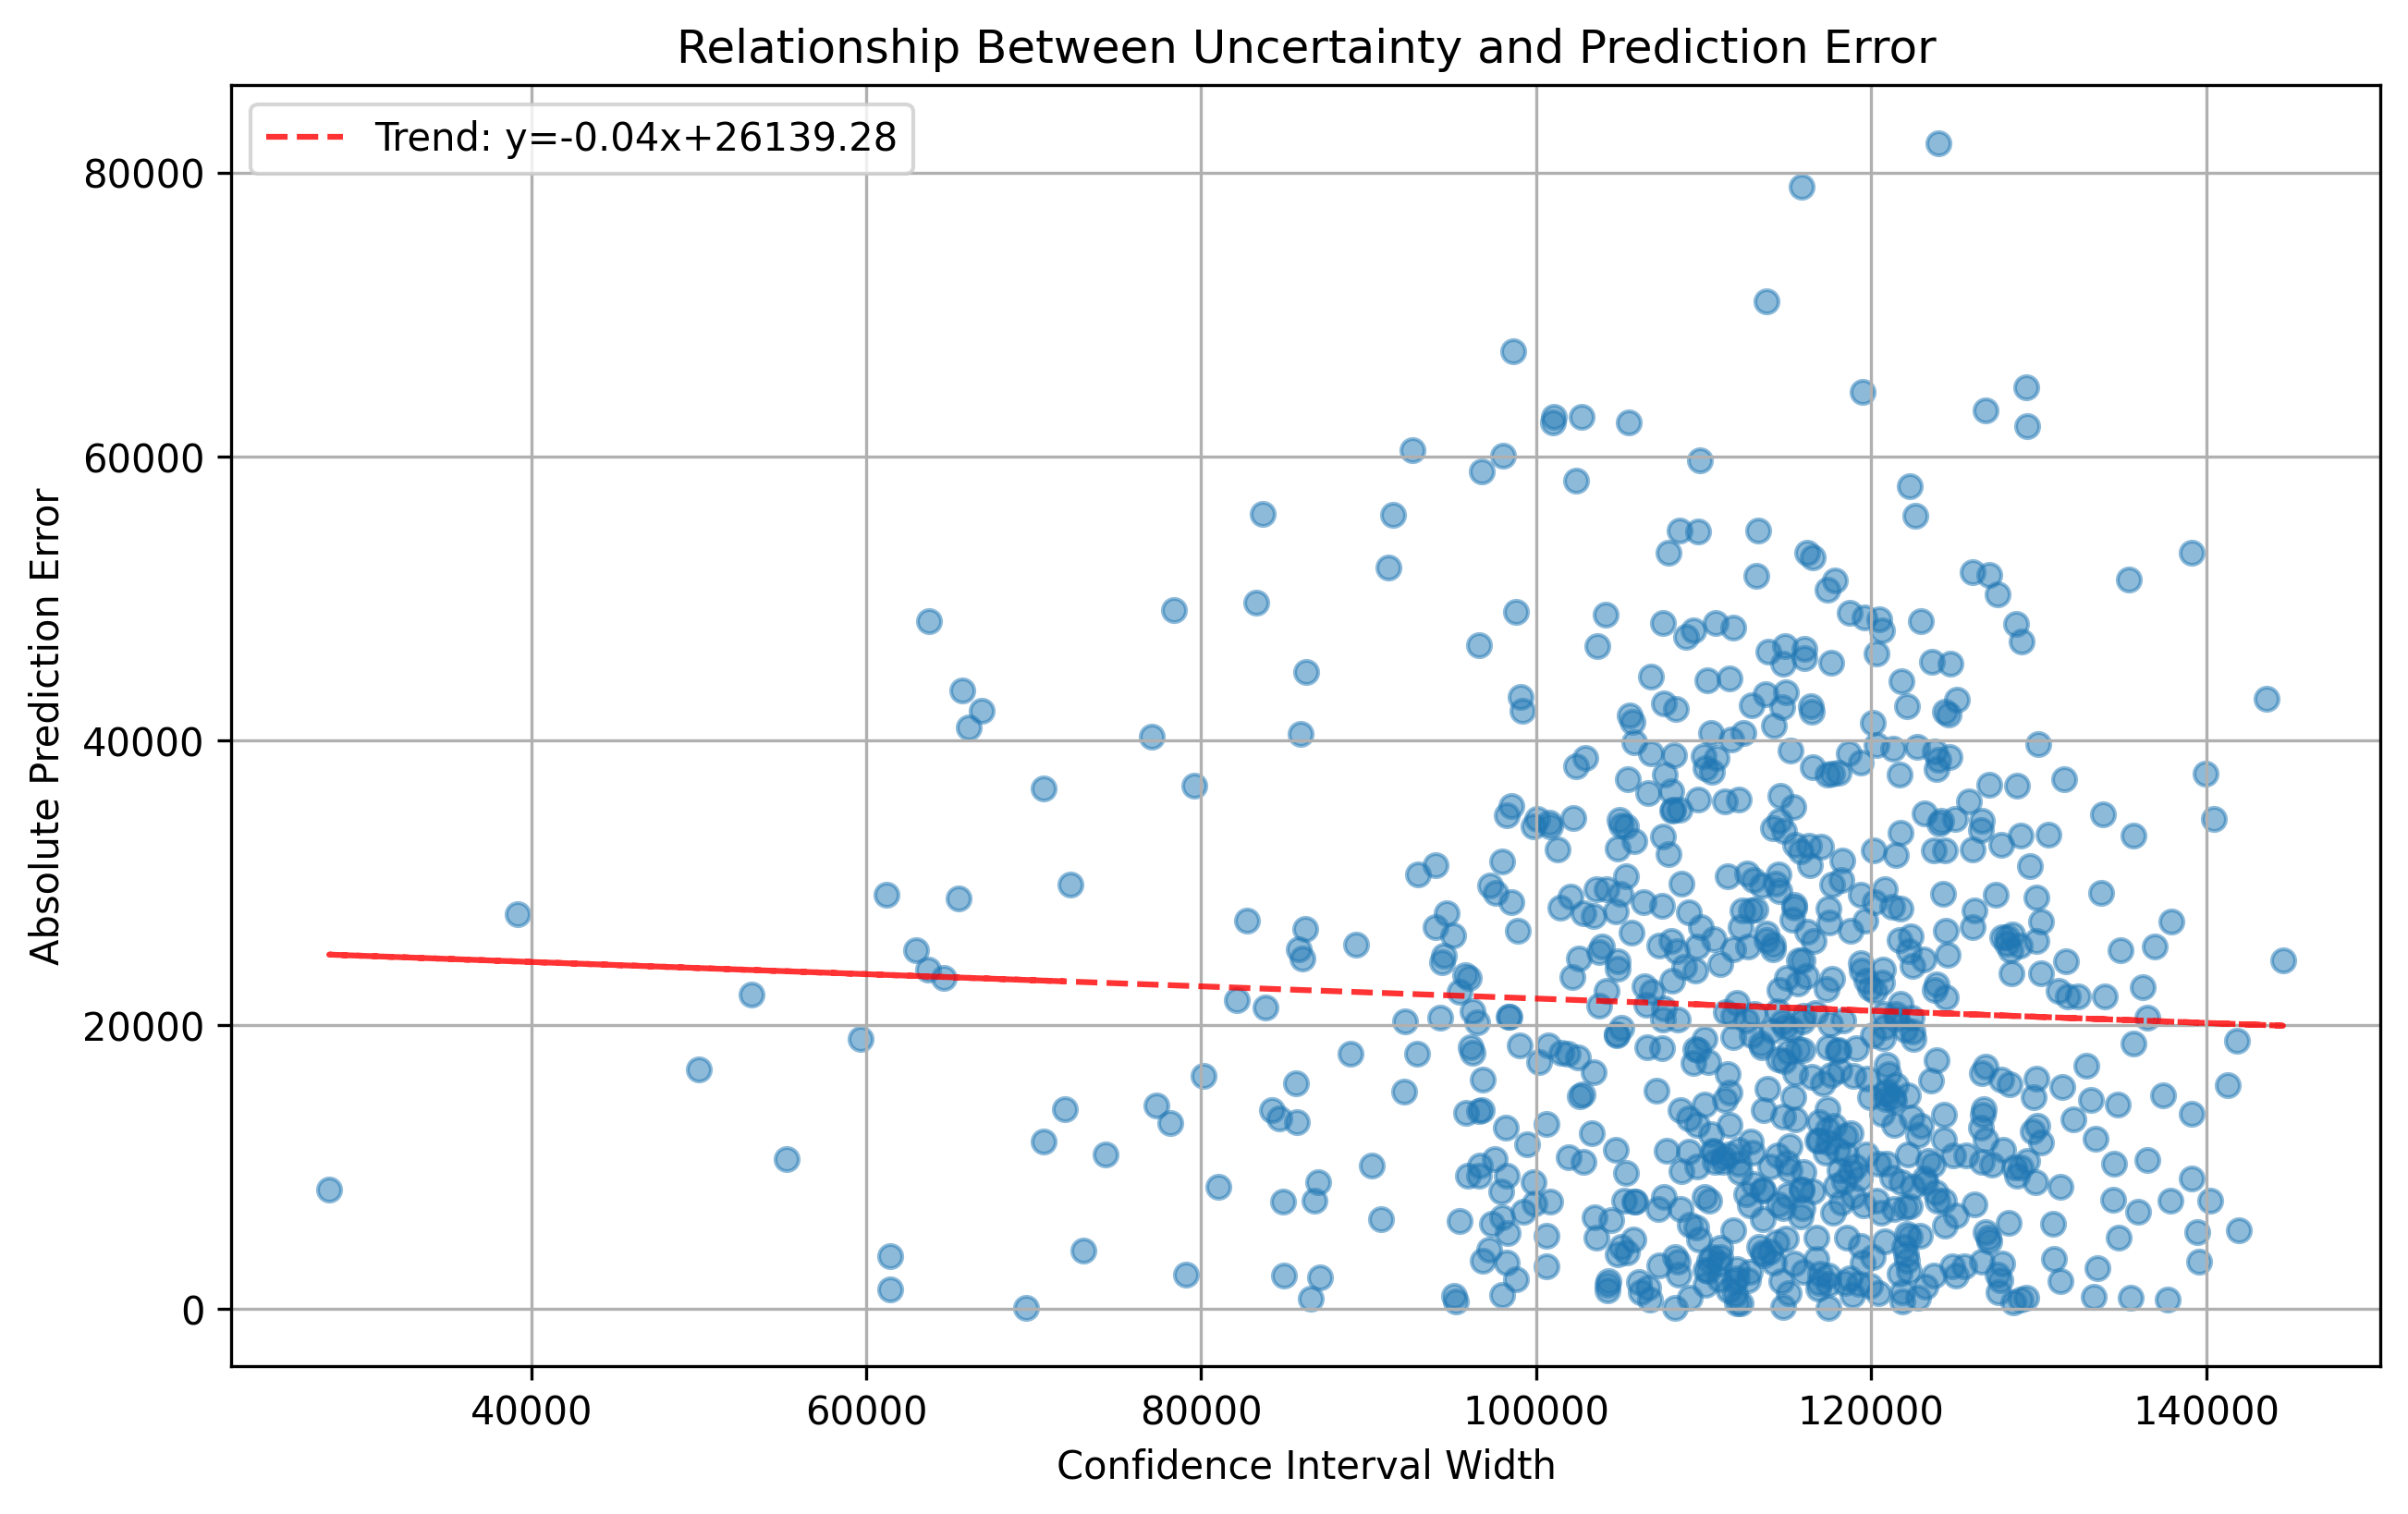 Relationship Between Uncertainty and Prediction Error
Trend: y=-0.04x+26139.28
Absolute Prediction Error
80000
60000
40000
20000
0
40000 60000 80000 100000 120000 140000
Confidence Interval Width